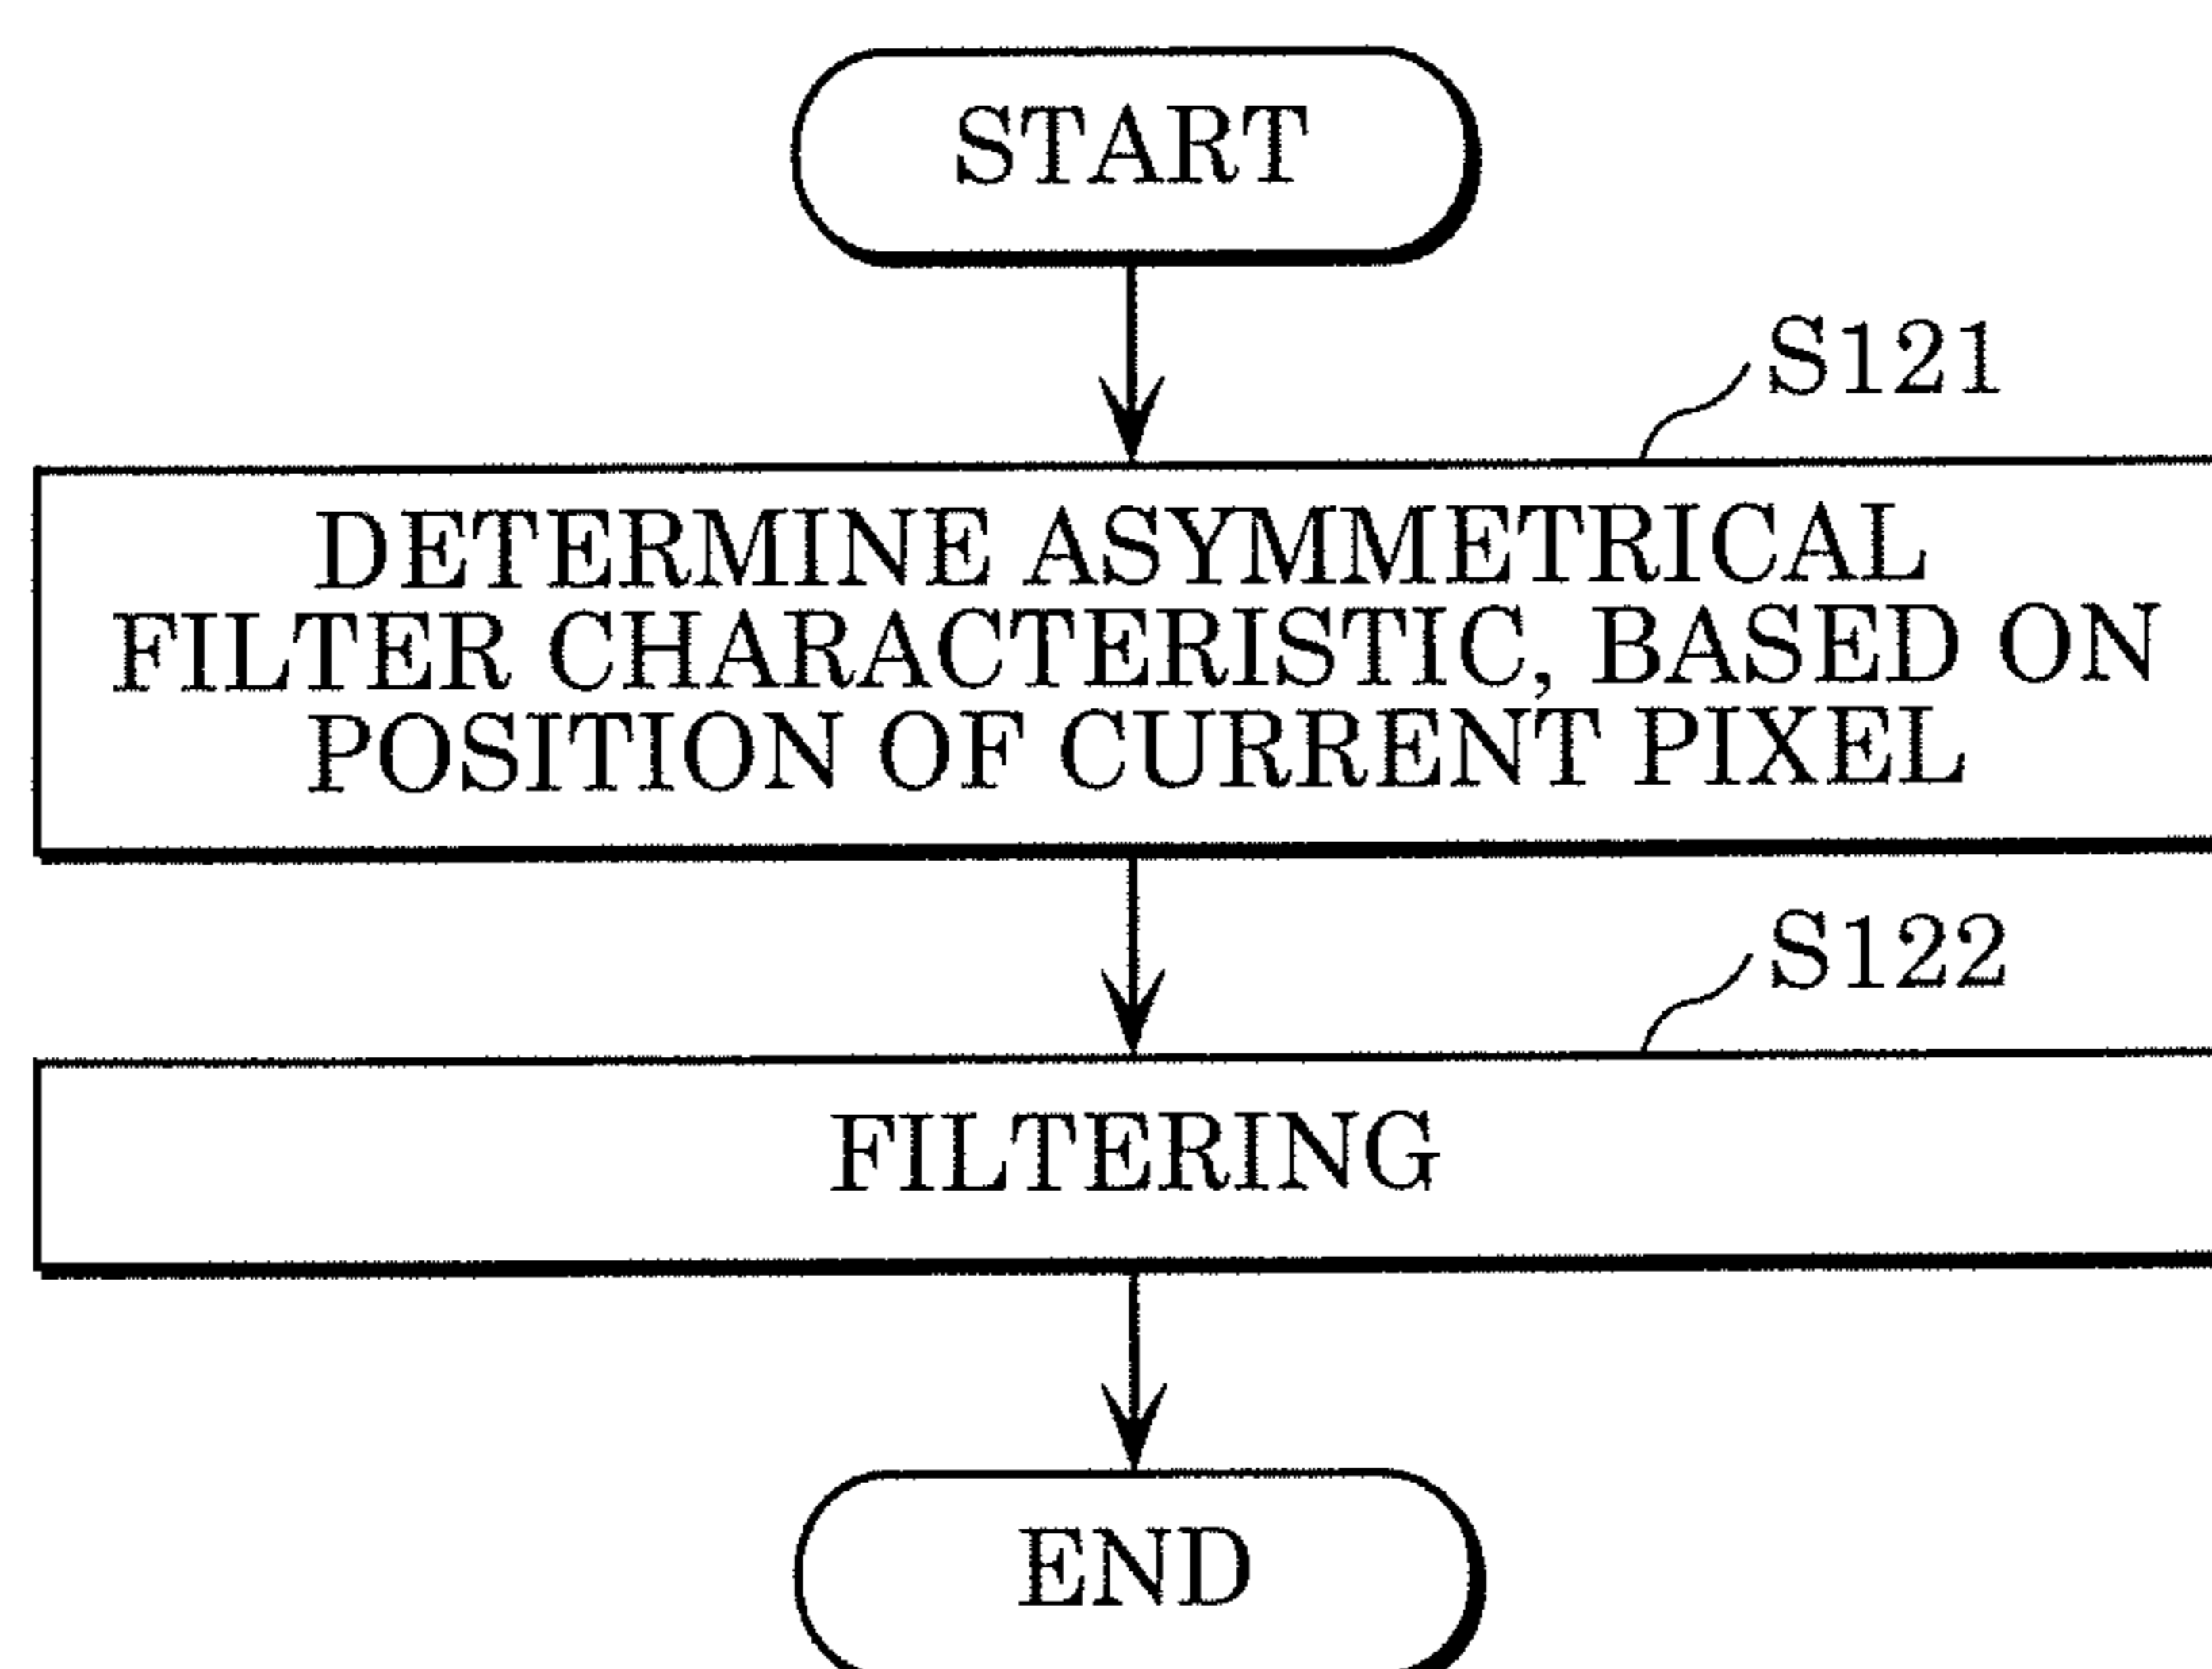 START
S121
DETERMINE ASYMMETRICAL
FILTER CHARACTERISTIC, BASED ON
POSITION OF CURRENT PIXEL
S122
FILTERING
END